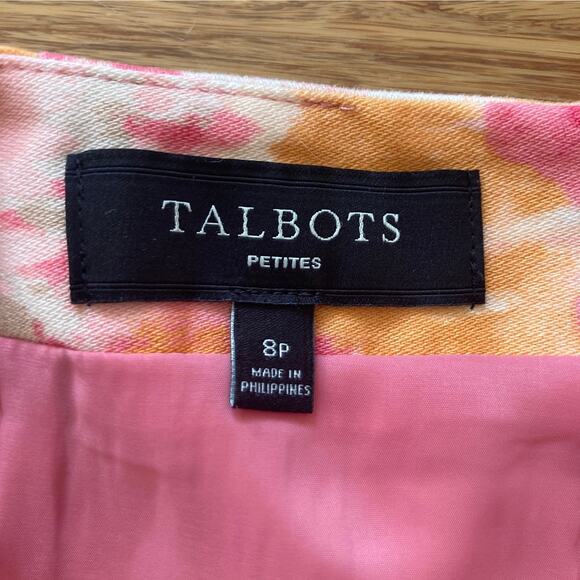 TALBOTS
PETITES
8P
MADE IN
PHILIPPINES